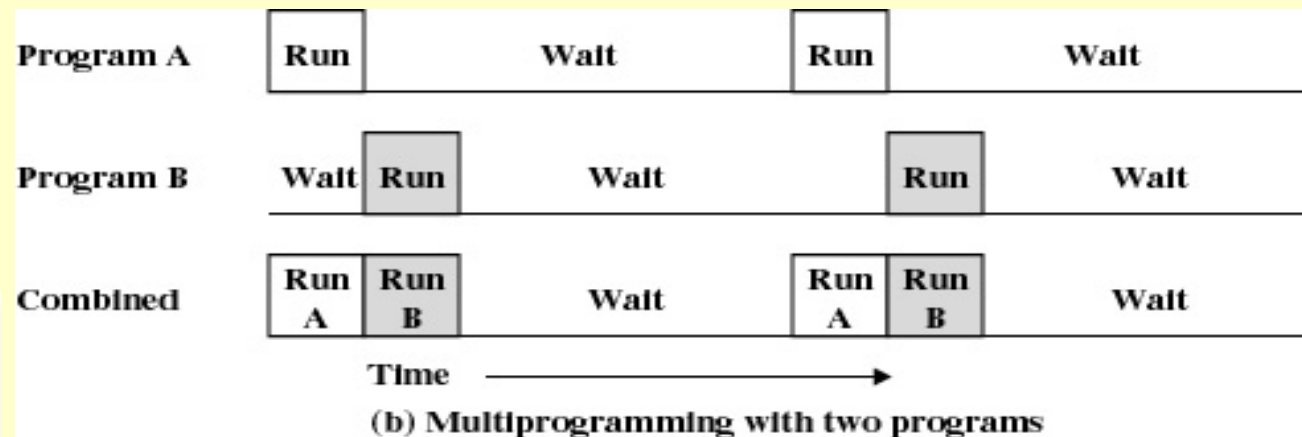 Program A Run Wait Run Wait
Program B Wait Run Wait Run Wait
Combined Run A Run B Wait Run A Run B Wait
Time
(b) Multiprogramming with two programs